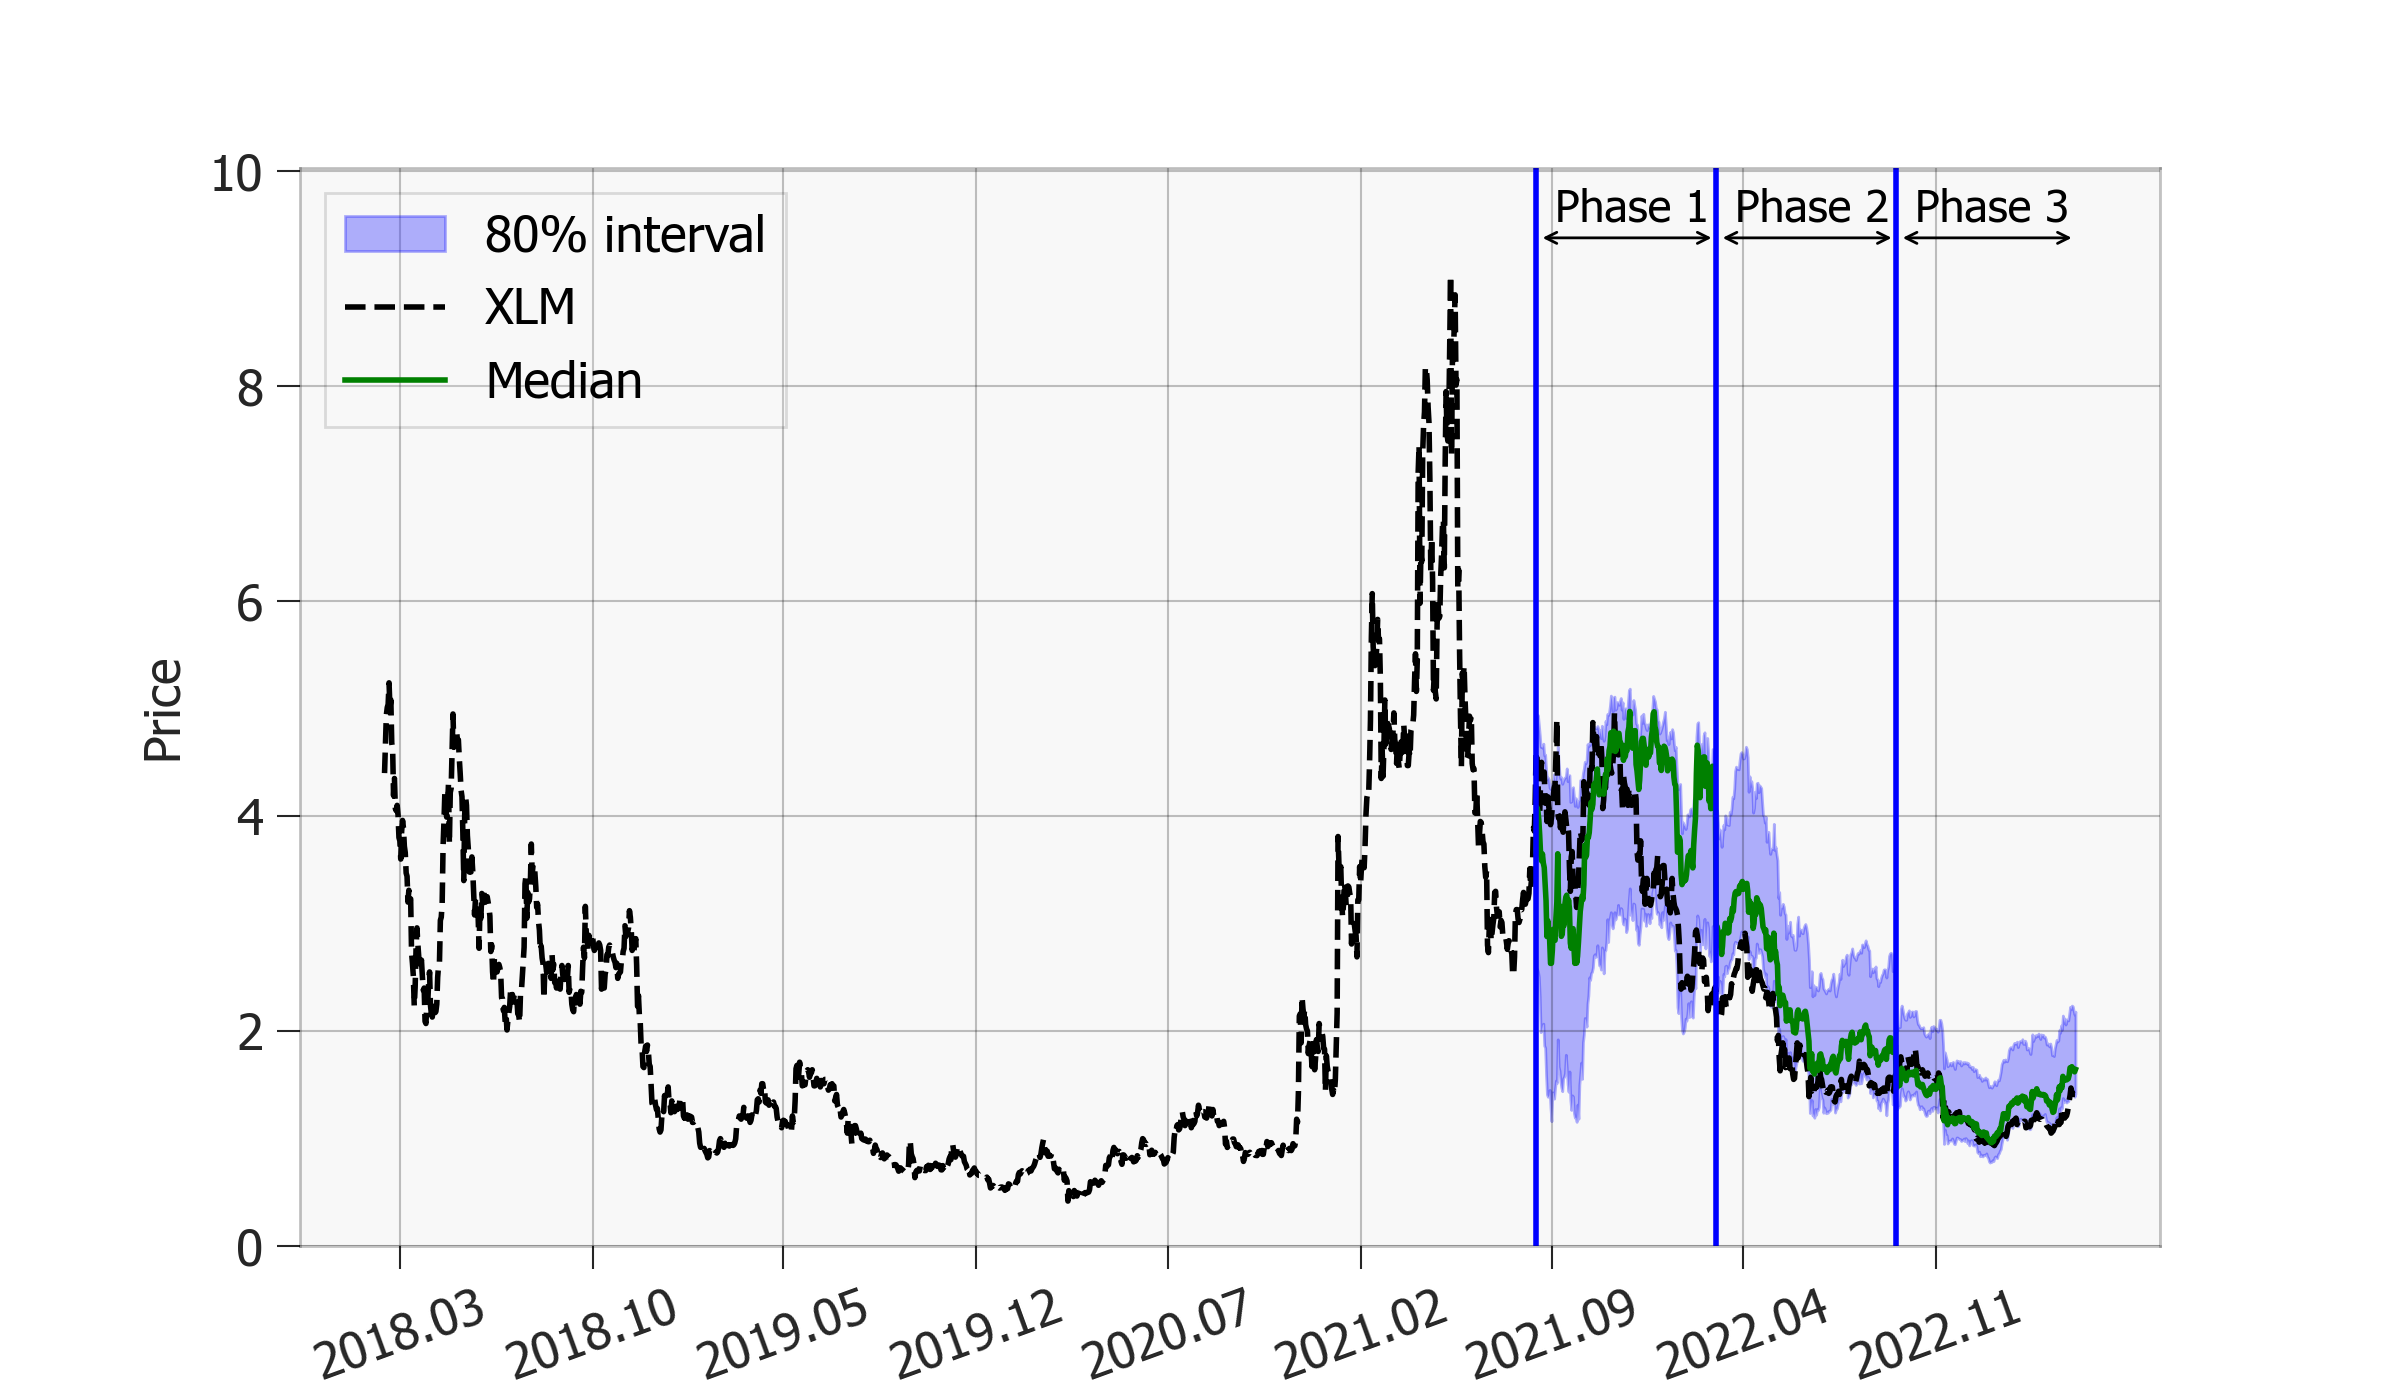 10
8
6
4
2
0
Price
80% interval
XLM
Median
Phase 1
Phase 2
Phase 3
2018.03
2018.10
2019.05
2019.12
2020.07
2021.02
2021.09
2022.04
2022.11